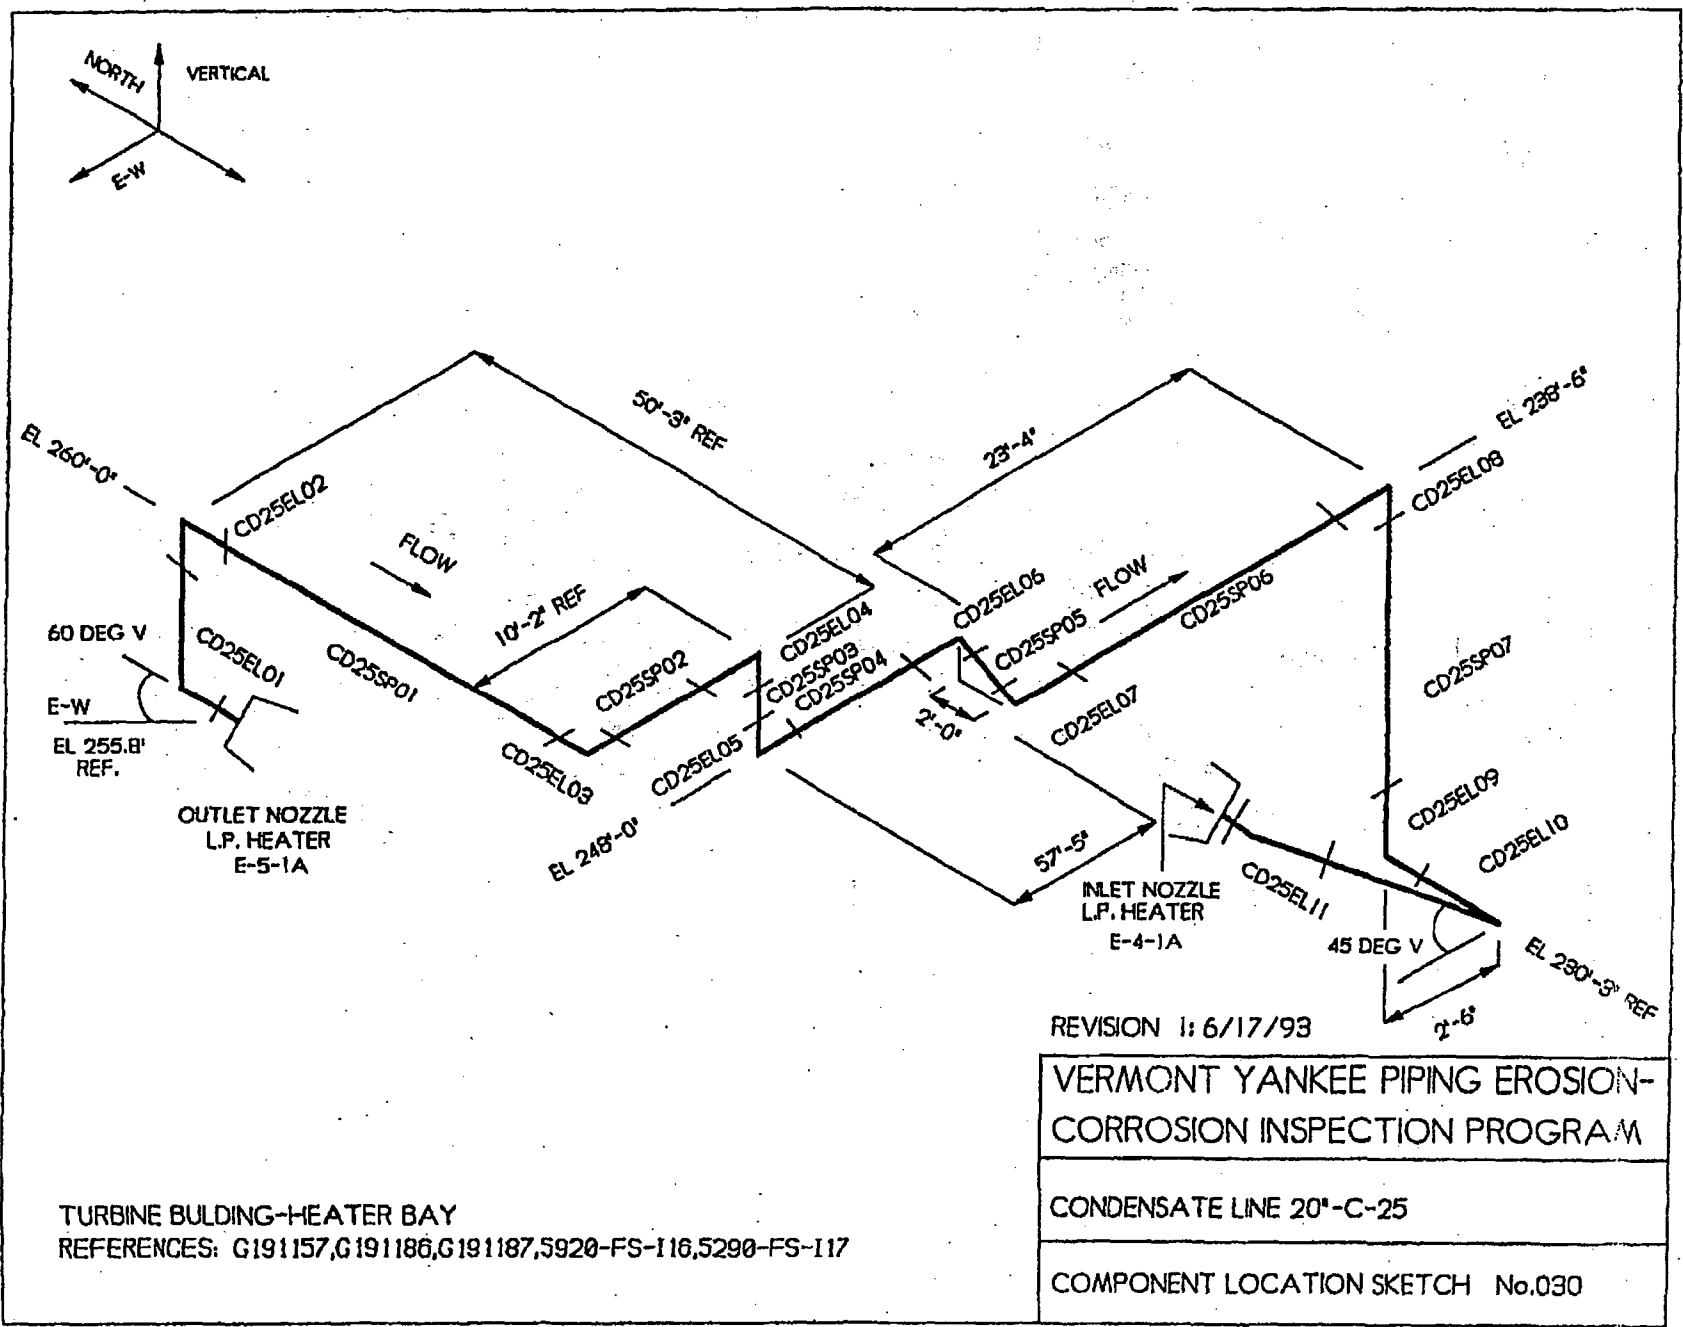 NORTH
VERTICAL
E-W
EL 260'-0"
CD25EL02
50'-3" REF
23'-4"
EL 238'-6"
CD25EL08
FLOW
10'-2" REF
CD25EL04
CD25EL06
FLOW
CD25SP06
60 DEG V
CD25EL01
CD25SP01
CD25SP02
CD25SP03
CD25SP04
CD25SP05
CD25SP07
E-W
EL 255.8'
REF.
CD25EL03
CD25EL05
2'-0"
CD25EL07
OUTLET NOZZLE
L.P. HEATER
E-5-1A
EL 248'-0"
57'-5"
INLET NOZZLE
L.P. HEATER
E-4-1A
CD25EL11
CD25EL09
CD25EL10
45 DEG V
EL 230'-3" REF
2'-6"
REVISION 1: 6/17/93
VERMONT YANKEE PIPING EROSION-
CORROSION INSPECTION PROGRAM
CONDENSATE LINE 20"-C-25
COMPONENT LOCATION SKETCH No.030
TURBINE BULDING-HEATER BAY
REFERENCES: G191157,G191186,G191187,5920-FS-I16,5290-FS-I17